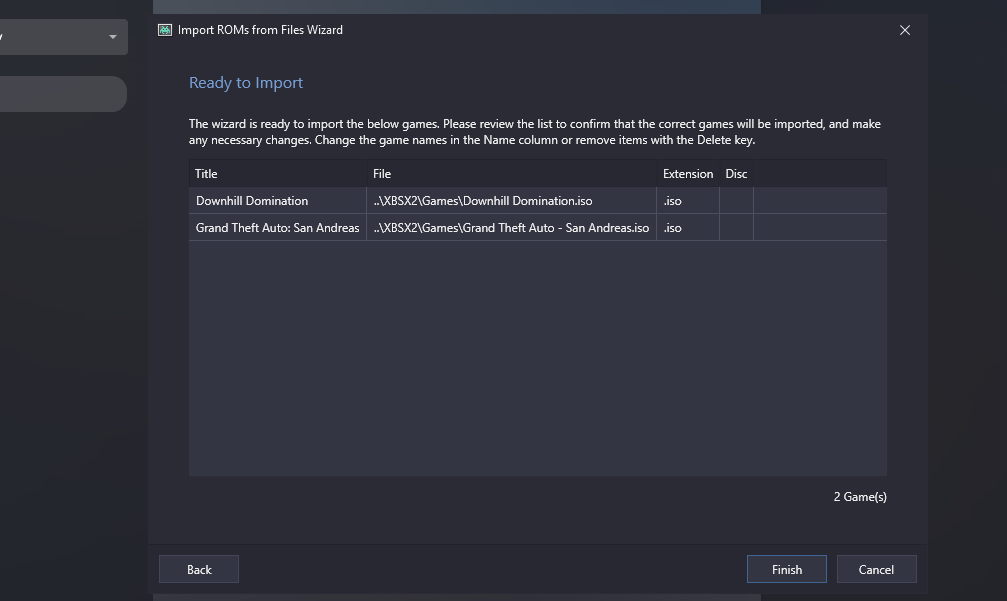 Import ROMs from Files Wizard
Ready to Import
The wizard is ready to import the below games. Please review the list to confirm that the correct games will be imported, and make
any necessary changes. Change the game names in the Name column or remove items with the Delete key.
Title File Extension Disc
Downhill Domination ..\XBSX2\Games\Downhill Domination.iso .iso
Grand Theft Auto: San Andreas ..\XBSX2\Games\Grand Theft Auto - San Andreas.iso .iso
2 Game(s)
Back Finish Cancel